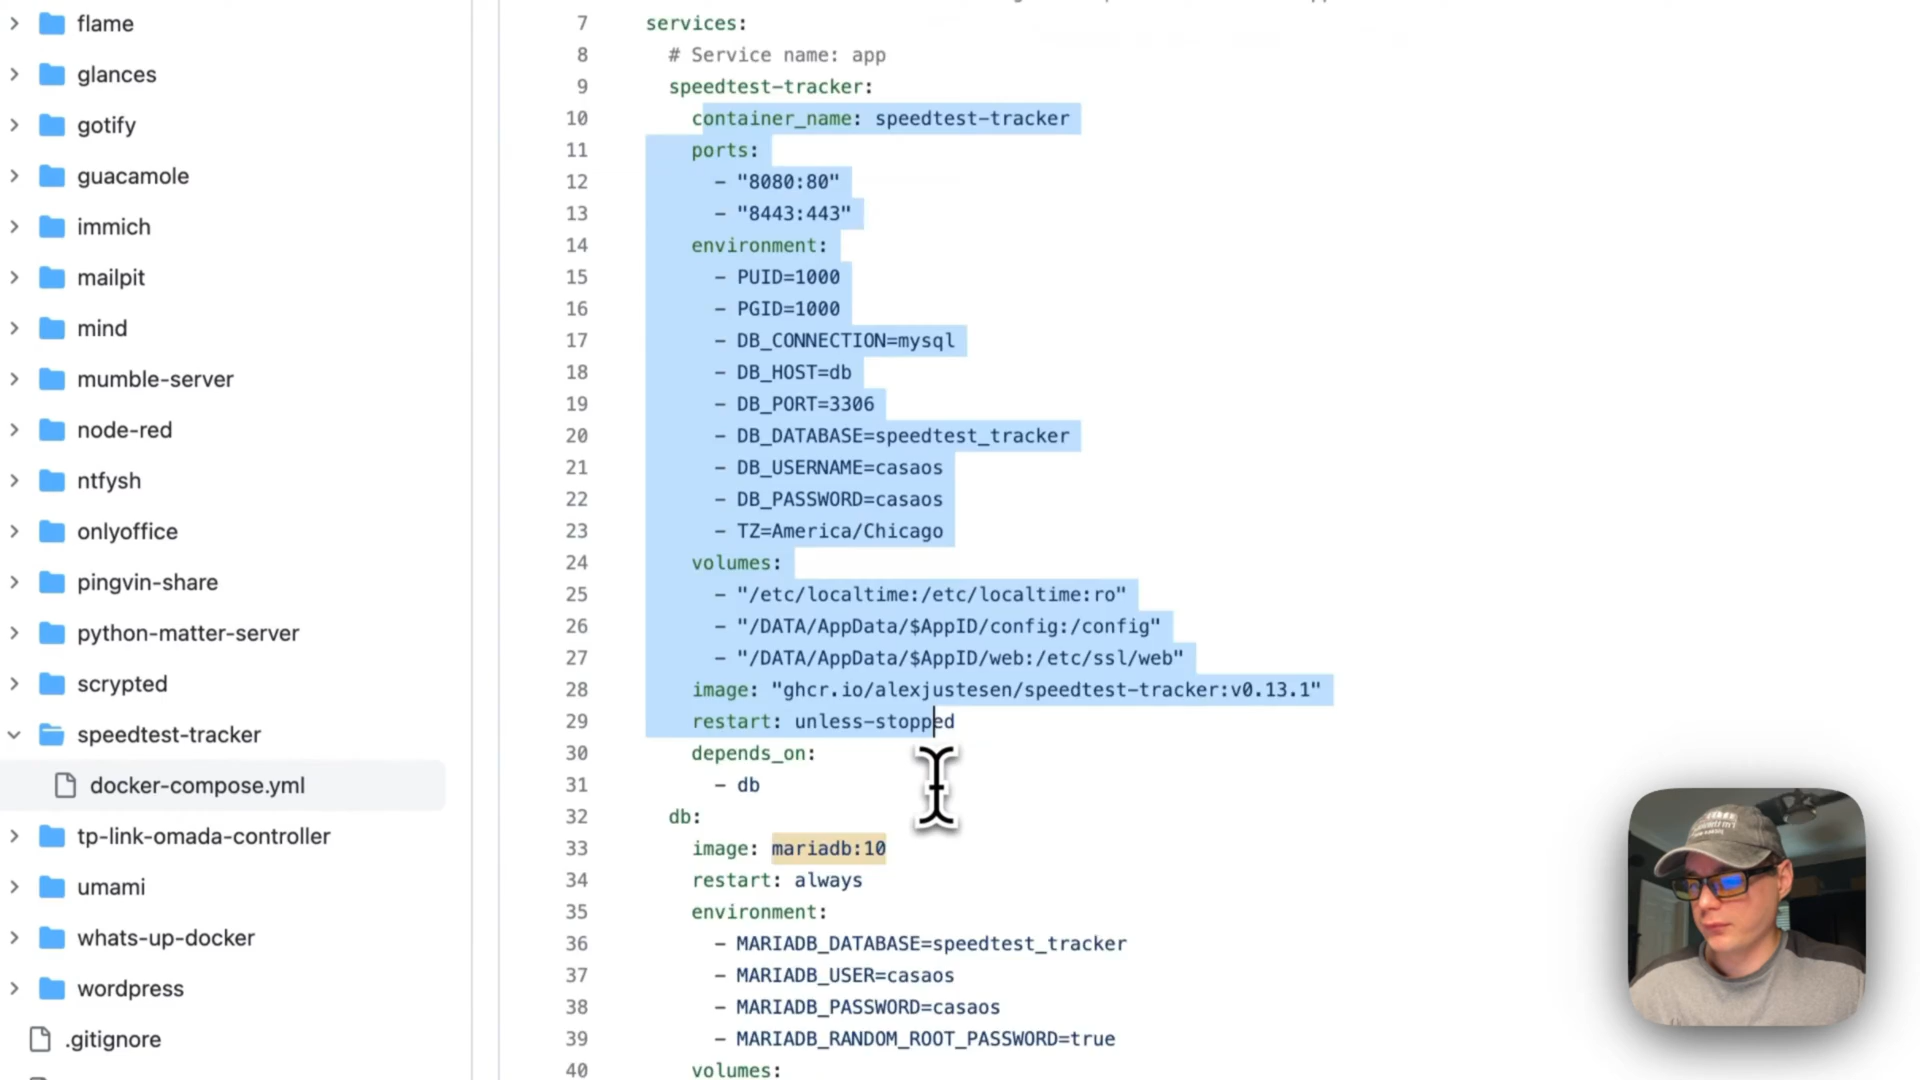 flame
glances
gotify
guacamole
immich
mailpit
mind
mumble-server
node-red
ntfysh
onlyoffice
pingvin-share
python-matter-server
scrypted
speedtest-tracker
docker-compose.yml
tp-link-omada-controller
umami
whats-up-docker
wordpress
.gitignore
7 services:
8 # Service name: app
9 speedtest-tracker:
10 container_name: speedtest-tracker
11 ports:
12 - "8080:80"
13 - "8443:443"
14 environment:
15 - PUID=1000
16 - PGID=1000
17 - DB_CONNECTION=mysql
18 - DB_HOST=db
19 - DB_PORT=3306
20 - DB_DATABASE=speedtest_tracker
21 - DB_USERNAME=casaos
22 - DB_PASSWORD=casaos
23 - TZ=America/Chicago
24 volumes:
25 - "/etc/localtime:/etc/localtime:ro"
26 - "/DATA/AppData/$AppID/config:/config"
27 - "/DATA/AppData/$AppID/web:/etc/ssl/web"
28 image: "ghcr.io/alexjustesen/speedtest-tracker:v0.13.1"
29 restart: unless-stopped
30 depends_on:
31 - db
32 db:
33 image: mariadb:10
34 restart: always
35 environment:
36 - MARIADB_DATABASE=speedtest_tracker
37 - MARIADB_USER=casaos
38 - MARIADB_PASSWORD=casaos
39 - MARIADB_RANDOM_ROOT_PASSWORD=true
40 volumes: